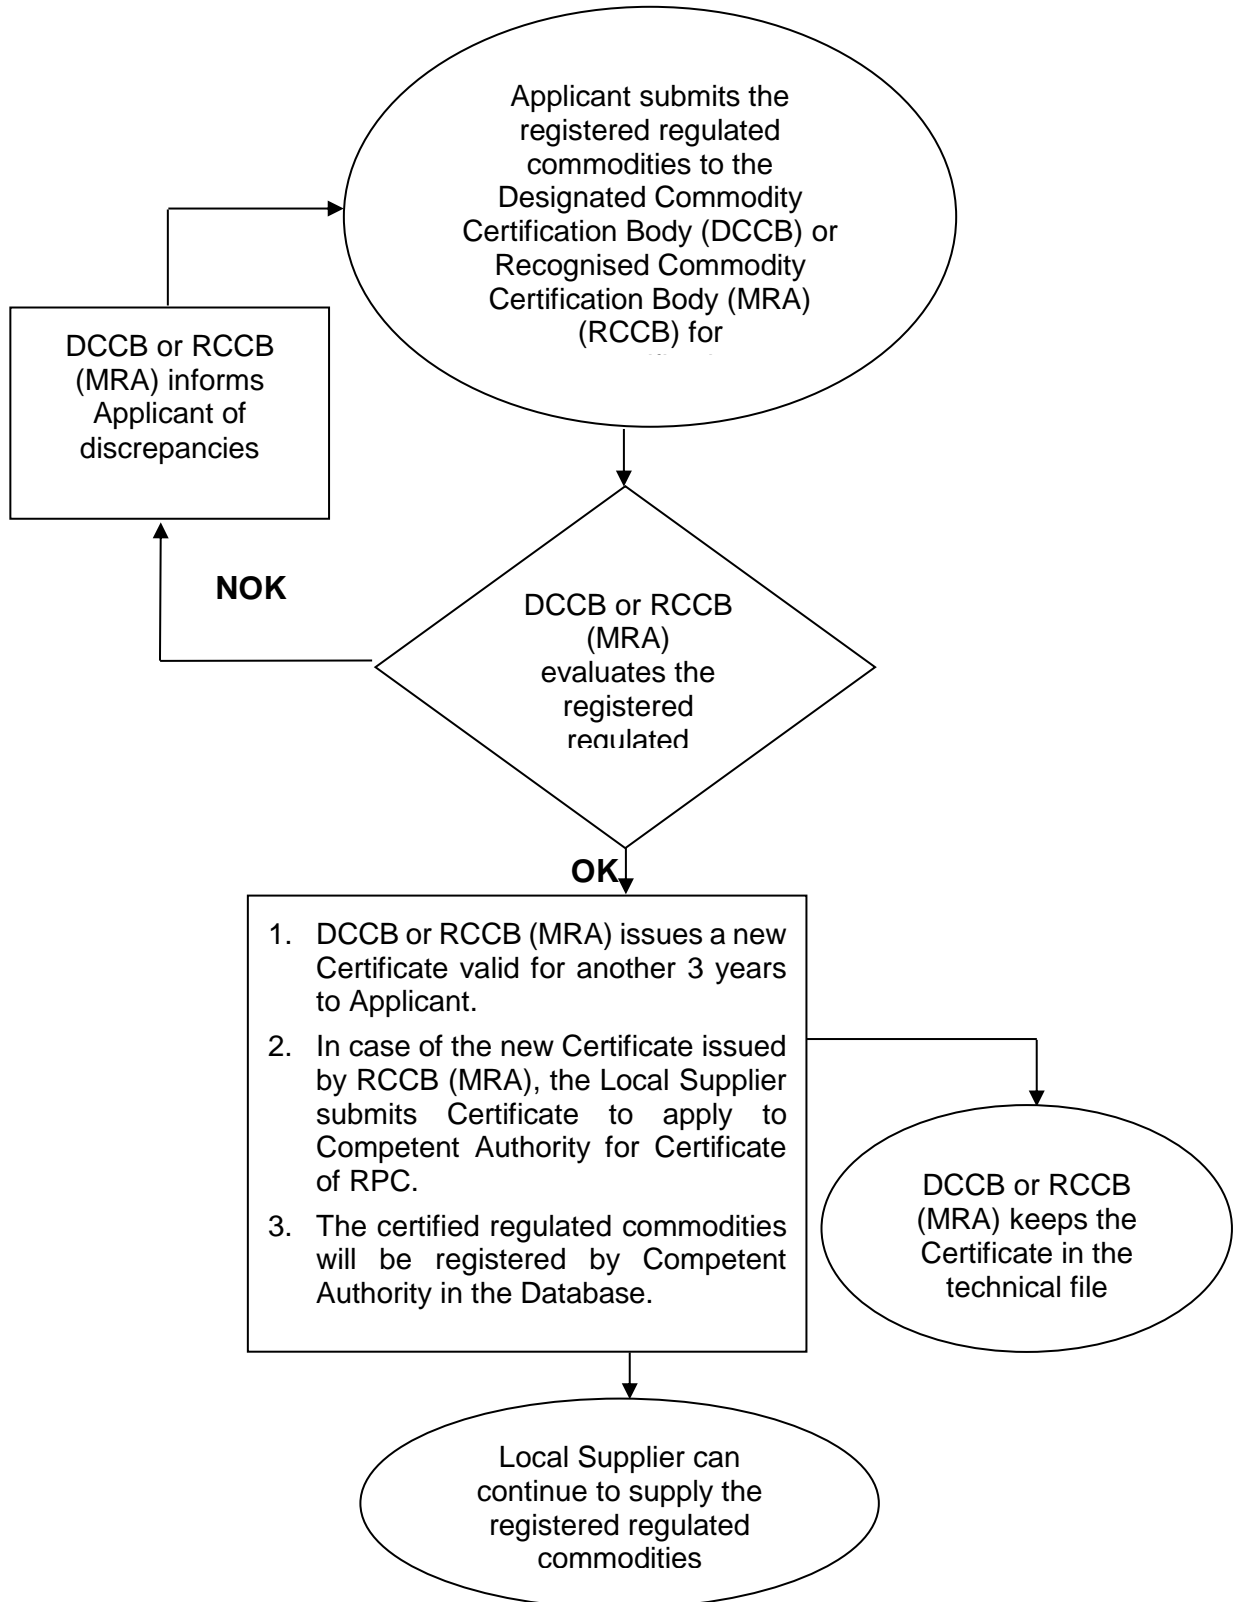 Applicant submits the
registered regulated
commodities to the
Designated Commodity
Certification Body (DCCB) or
Recognised Commodity
Certification Body (MRA)
(RCCB) for
DCCB or RCCB
(MRA) informs
Applicant of
discrepancies
NOK
DCCB or RCCB
(MRA)
evaluates the
registered
regulated
OK
1. DCCB or RCCB (MRA) issues a new
Certificate valid for another 3 years
to Applicant.
2. In case of the new Certificate issued
by RCCB (MRA), the Local Supplier
submits Certificate to apply to
Competent Authority for Certificate
of RPC.
3. The certified regulated commodities
will be registered by Competent
Authority in the Database.
DCCB or RCCB
(MRA) keeps the
Certificate in the
technical file
Local Supplier can
continue to supply the
registered regulated
commodities